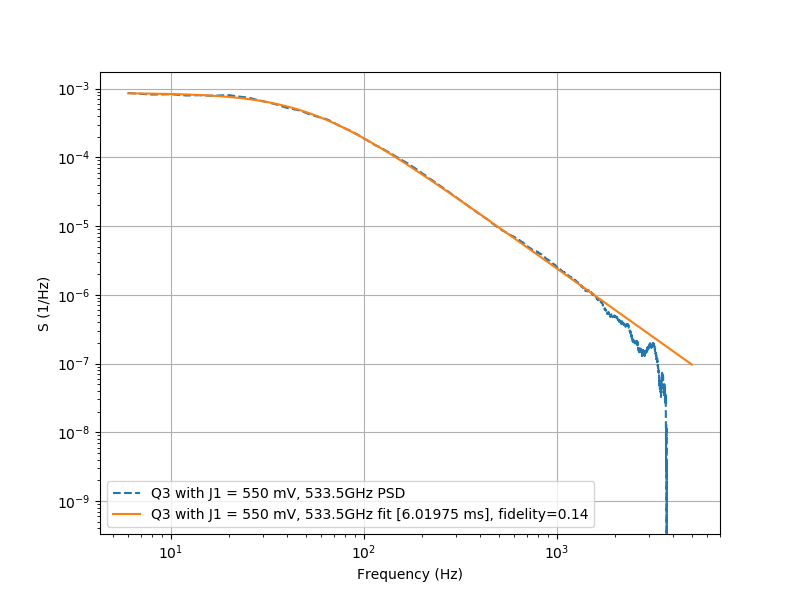 10⁻³
10⁻⁴
10⁻⁵
10⁻⁶
10⁻⁷
10⁻⁸
10⁻⁹
S (1/Hz)
Q3 with J1 = 550 mV, 533.5GHz PSD
Q3 with J1 = 550 mV, 533.5GHz fit [6.01975 ms], fidelity=0.14
10¹ 10² 10³
Frequency (Hz)